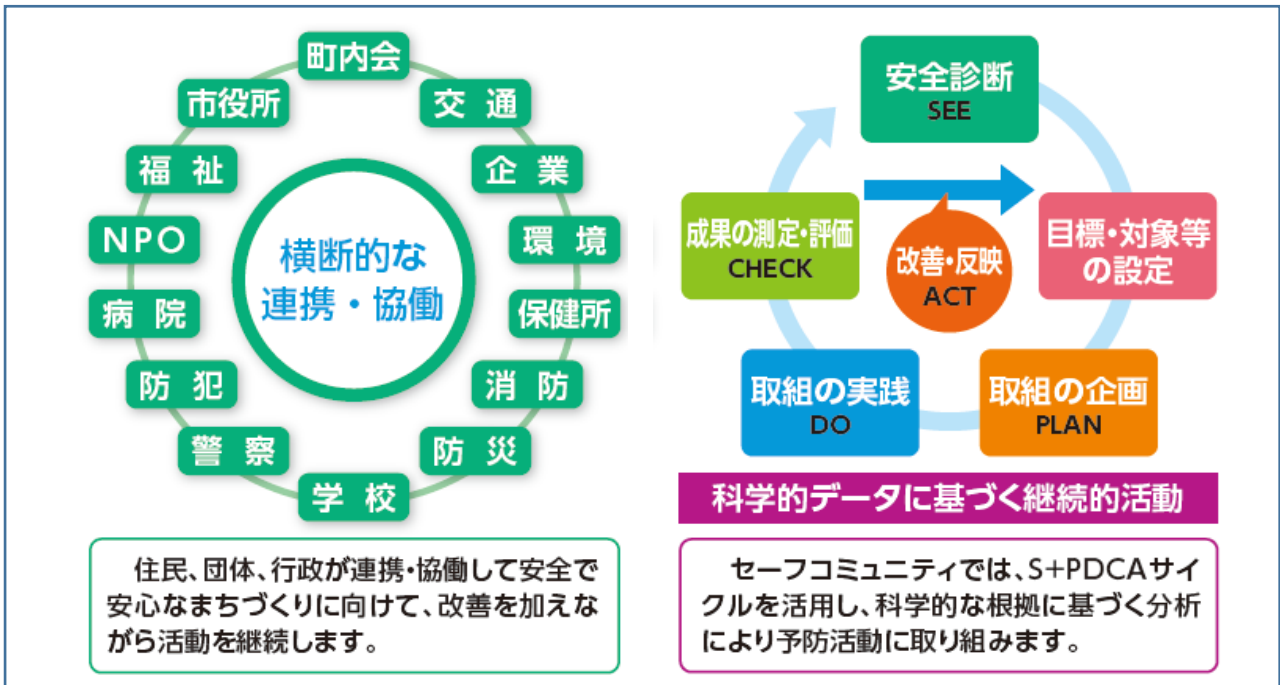 町内会
交通
企業
環境
保健所
消防
防災
学校
警察
防犯
病院
NPO
福祉
市役所
横断的な
連携・協働
住民、団体、行政が連携・協働して安全で
安心なまちづくりに向けて、改善を加えな
がら活動を継続します。
安全診断
SEE
目標・対象等
の設定
取組の企画
PLAN
取組の実践
DO
成果の測定・評価
CHECK
改善・反映
ACT
科学的データに基づく継続的活動
セーフコミュニティでは、S+PDCAサイ
クルを活用し、科学的な根拠に基づく分析
により予防活動に取り組みます。